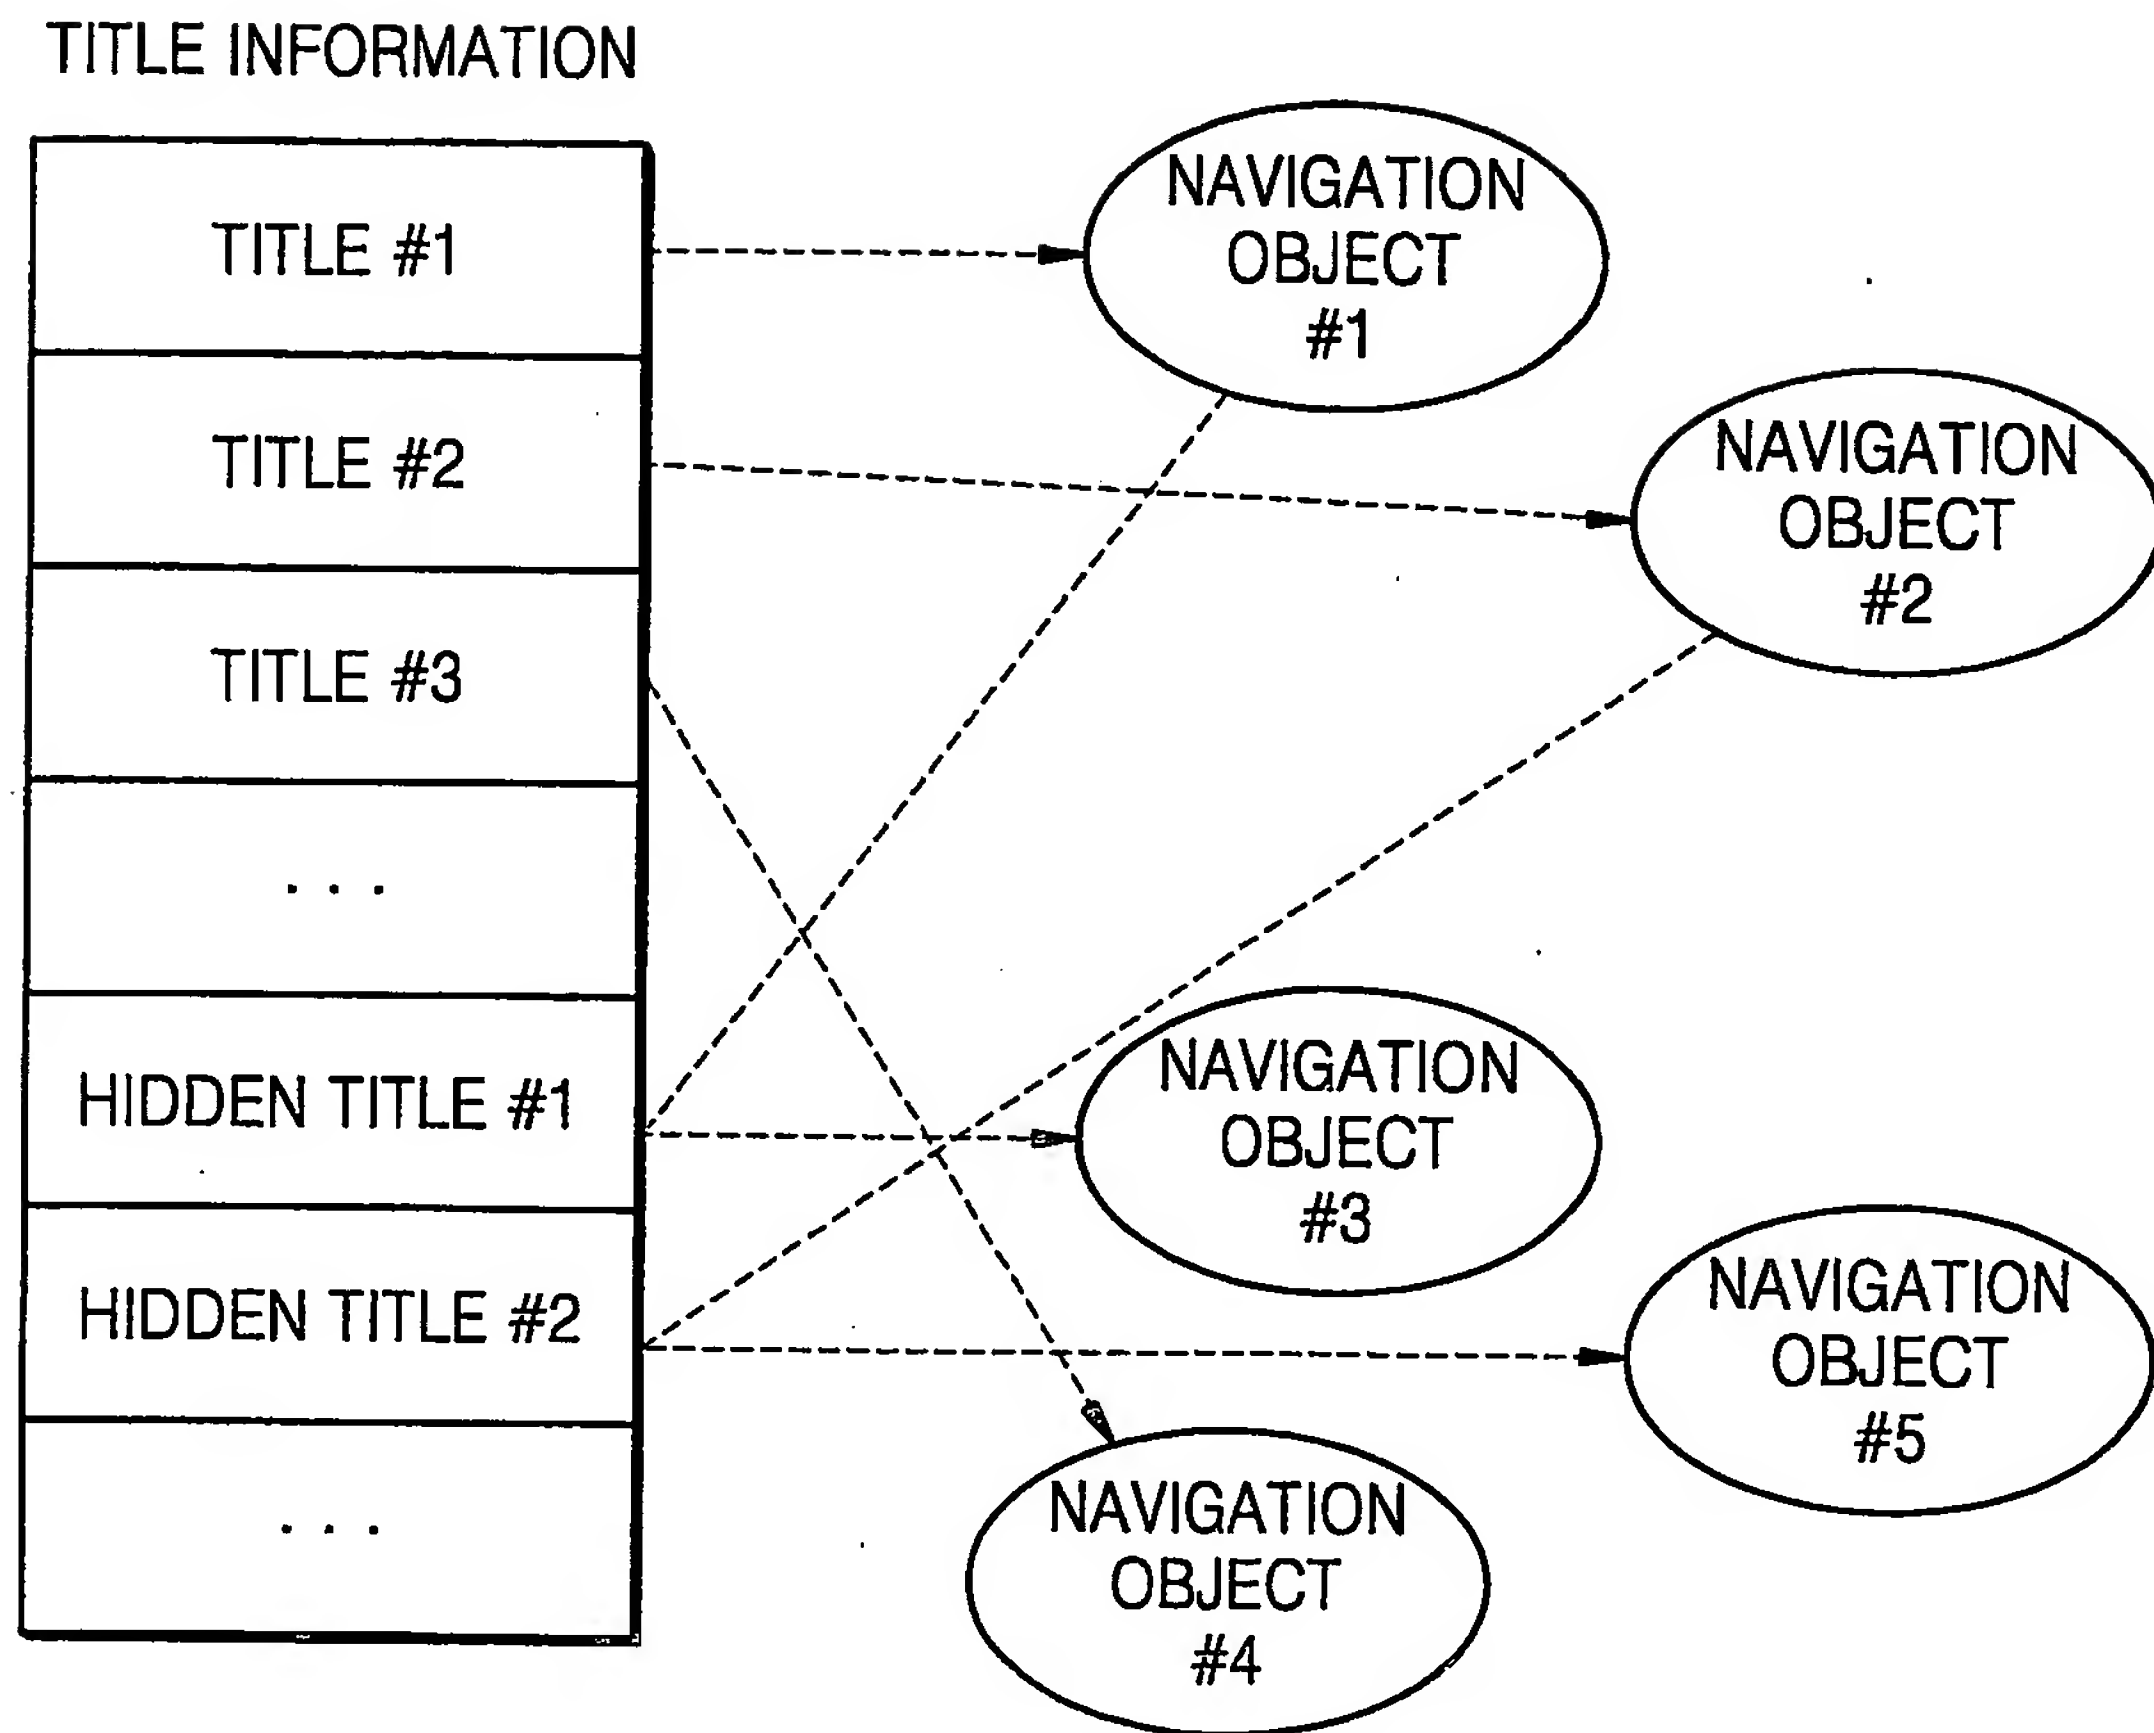 TITLE INFORMATION
TITLE #1
TITLE #2
TITLE #3
. . .
HIDDEN TITLE #1
HIDDEN TITLE #2
. . .
NAVIGATION
OBJECT
#1
NAVIGATION
OBJECT
#2
NAVIGATION
OBJECT
#3
NAVIGATION
OBJECT
#5
NAVIGATION
OBJECT
#4